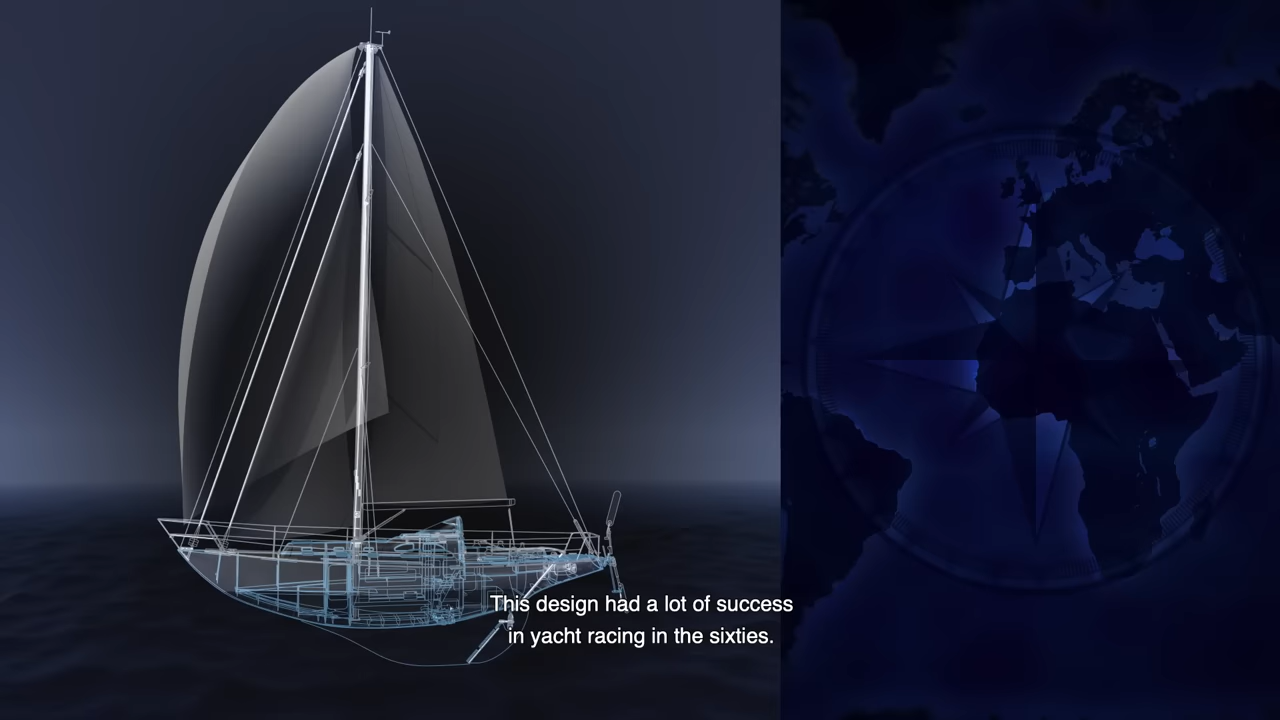 This design had a lot of success
in yacht racing in the sixties.